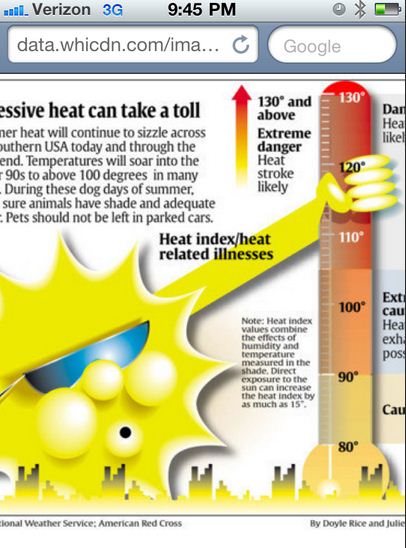 Verizon 3G 9:45 PM
data.whicdn.com/ima... Google
essive heat can take a toll
ner heat will continue to sizzle across
outhern USA today and through the
end. Temperatures will soar into the
r 90s to above 100 degrees in many
. During these dog days of summer,
sure animals have shade and adequate
. Pets should not be left in parked cars.
130° and
above
Extreme
danger
Heat
stroke
likely
Heat index/heat
related illnesses
130°
120°
110°
100°
90°
80°
Dan
Hea
likel
Extr
cau
Hea
exha
poss
Cau
Note: Heat index
values combine
the effects of
humidity and
temperature
measured in the
shade. Direct
exposure to the
sun can increase
the heat index by
as much as 15°.
tional Weather Service; American Red Cross
By Doyle Rice and Julie